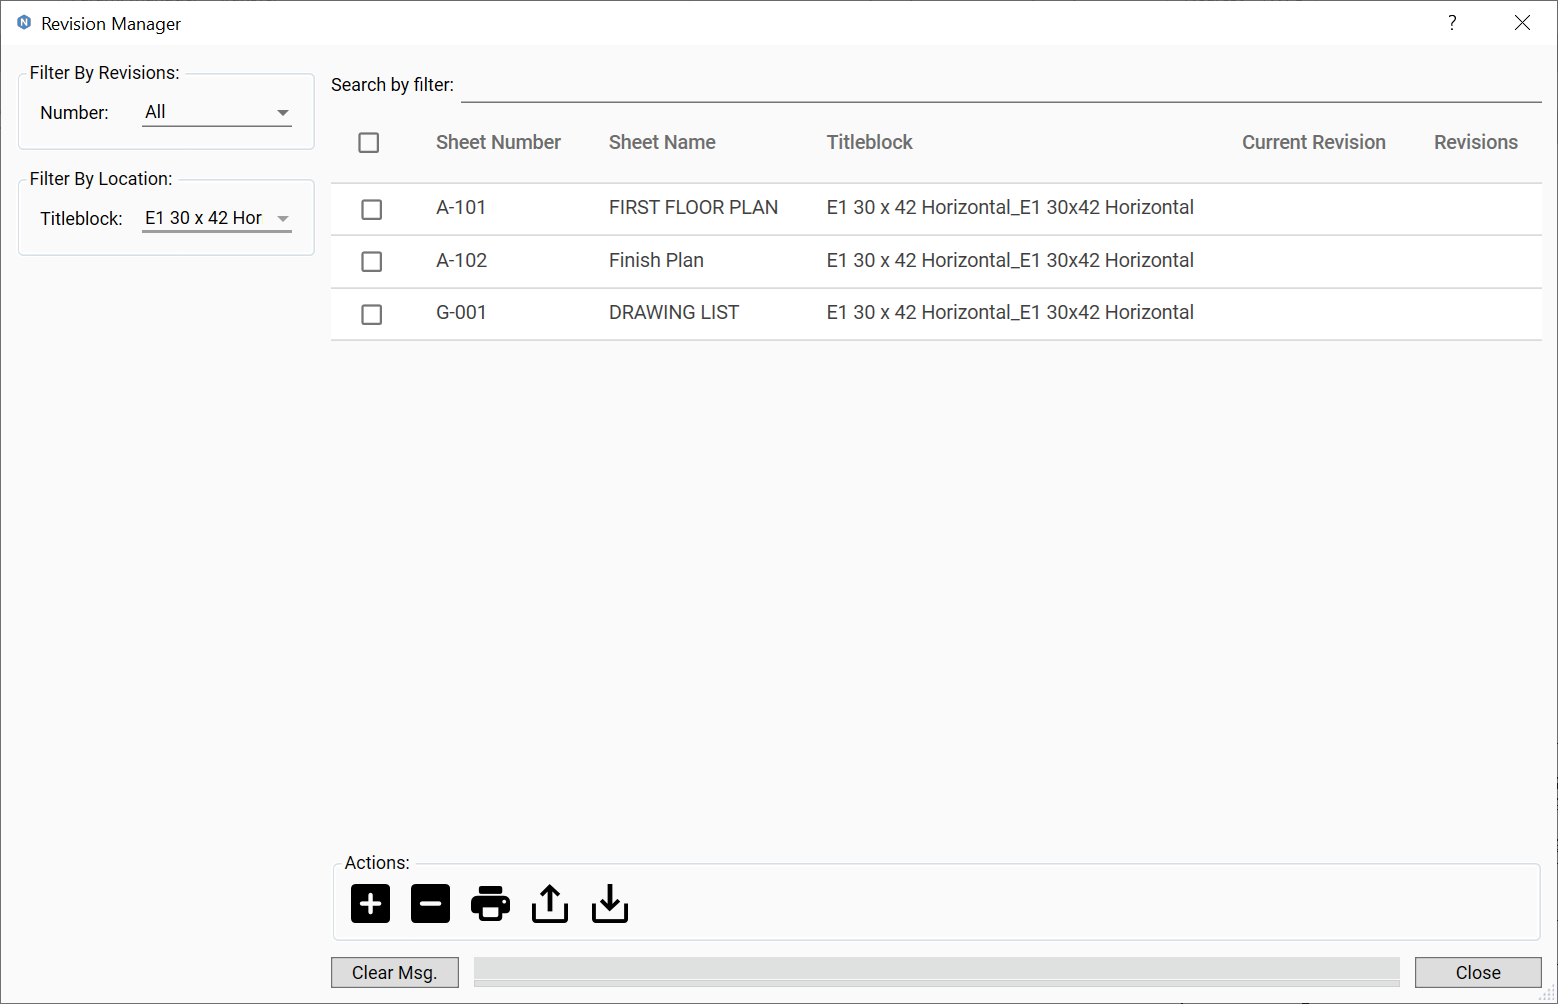 N Revision Manager ?
Filter By Revisions:
Number: All
Filter By Location:
Titleblock: E1 30 x 42 Hor
Search by filter:
Sheet Number Sheet Name Titleblock Current Revision Revisions
A-101 FIRST FLOOR PLAN E1 30 x 42 Horizontal_E1 30x42 Horizontal
A-102 Finish Plan E1 30 x 42 Horizontal_E1 30x42 Horizontal
G-001 DRAWING LIST E1 30 x 42 Horizontal_E1 30x42 Horizontal
Actions:
Clear Msg. Close